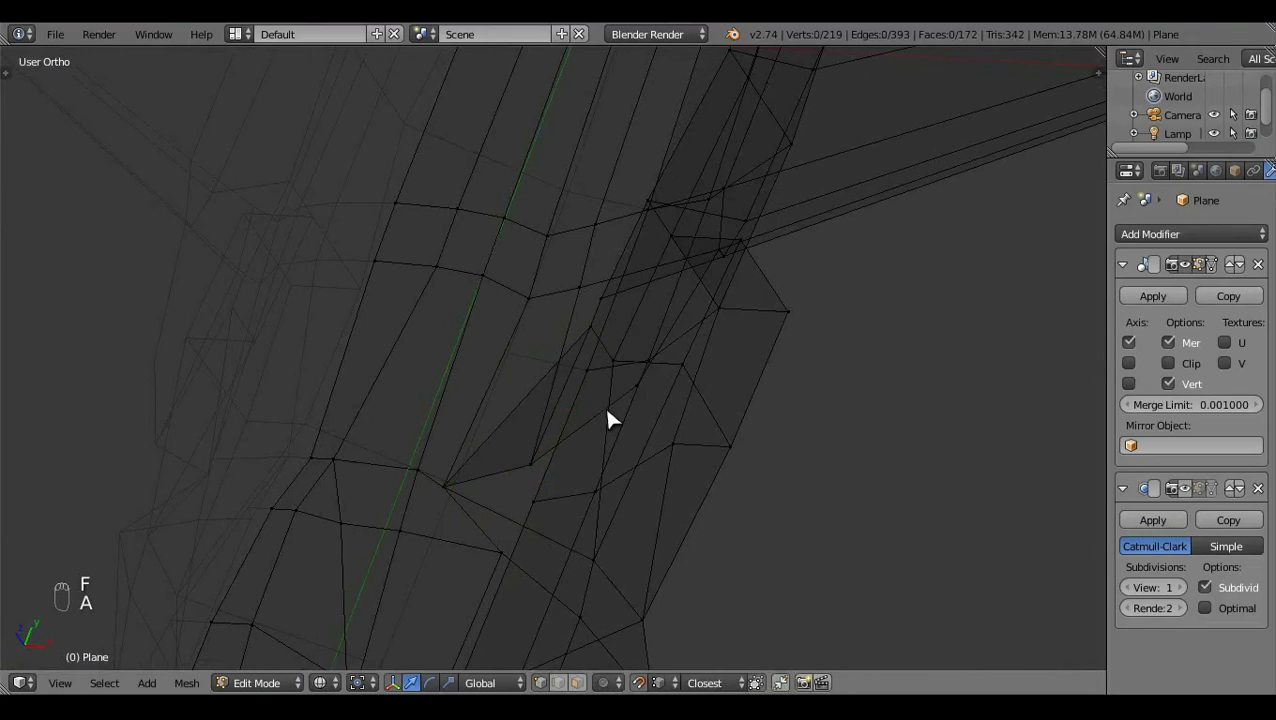 File Render Window Help Default Scene Blender Render v2.74 | Verts:0/219 | Edges:0/393 | Faces:0/172 | Tris:342 | Mem:13.78M (64.84M) | Plane
User Ortho
View Search All Sc
RenderLa
World
Camera
Lamp
Plane
Add Modifier
Apply Copy
Axis: Options: Textures:
Mer U
Clip V
Vert
Merge Limit: 0.001000
Mirror Object:
Apply Copy
Catmull-Clark Simple
Subdivisions: Options:
View: 1 Subdivid
Rende:2 Optimal
F
A
y
x
z
(0) Plane
View Select Add Mesh Edit Mode Global Closest